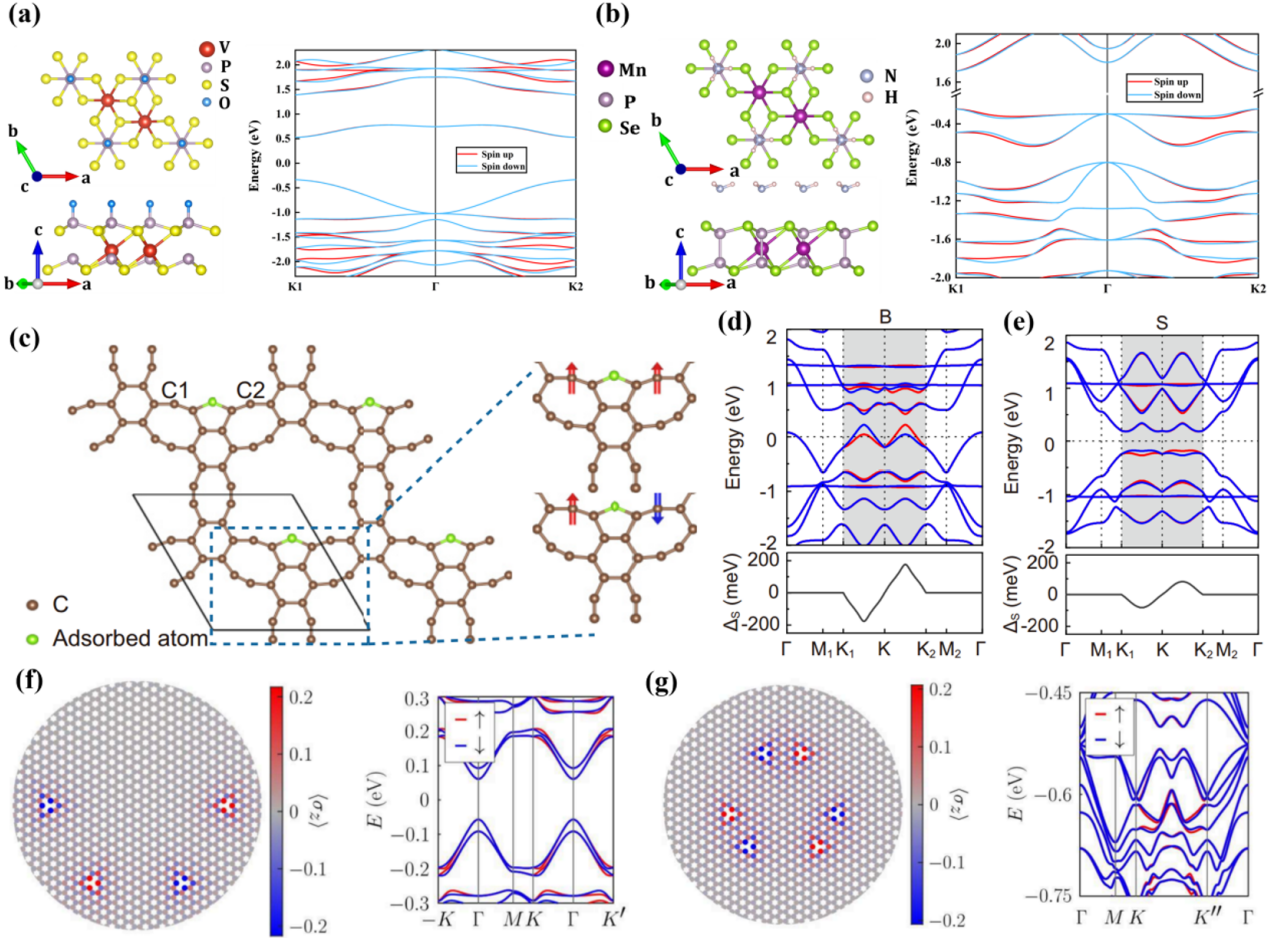 (a)
V
P
S
O
b
c
a
c
b
a
Energy (eV)
2.0
1.5
1.0
0.5
0.0
-0.5
-1.0
-1.5
-2.0
Spin up
Spin down
K1
Γ
K2
(b)
Mn
P
Se
N
H
b
c
a
c
b
a
Energy (eV)
2.0
1.6
-0.4
-0.8
-1.2
-1.6
-2.0
Spin up
Spin down
K1
Γ
K2
(c)
C1
C2
C
Adsorbed atom
(d)
B
Energy (eV)
2
1
0
-1
-2
Δs (meV)
200
0
-200
Γ M1 K1 K K2 M2 Γ
(e)
S
Energy (eV)
2
1
0
-1
-2
Δs (meV)
200
0
-200
Γ M1 K1 K K2 M2 Γ
(f)
0.2
0.1
0
−0.1
−0.2
⟨σz⟩
E (eV)
0.3
0.2
0.1
0
−0.1
−0.2
−0.3
↑
↓
−K Γ M K Γ K′
(g)
0.2
0.1
0
−0.1
−0.2
⟨σz⟩
E (eV)
−0.45
−0.6
−0.75
↑
↓
Γ M K K″ Γ